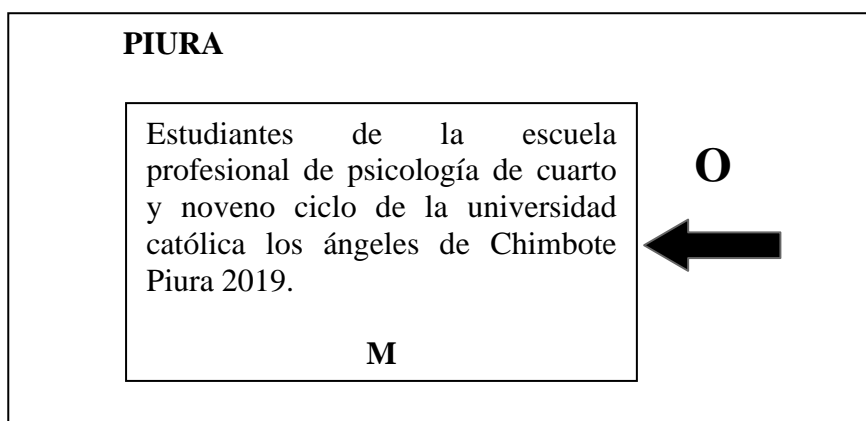 PIURA
Estudiantes de la escuela
profesional de psicología de cuarto
y noveno ciclo de la universidad
católica los ángeles de Chimbote
Piura 2019.
O
M